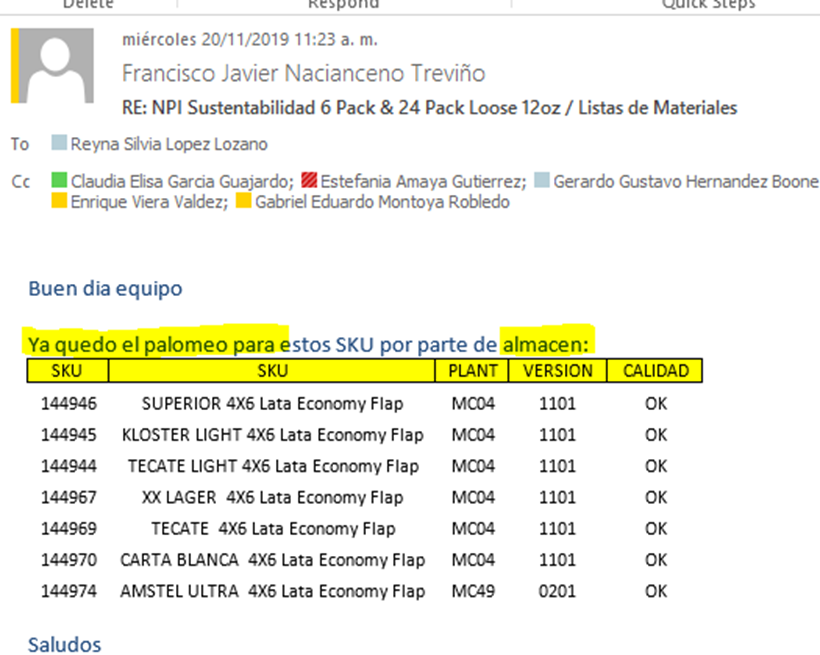 Delete Respond Quick Steps
miércoles 20/11/2019 11:23 a. m.
Francisco Javier Nacianceno Treviño
RE: NPI Sustentabilidad 6 Pack & 24 Pack Loose 12oz / Listas de Materiales
To Reyna Silvia Lopez Lozano
Cc Claudia Elisa Garcia Guajardo; Estefania Amaya Gutierrez; Gerardo Gustavo Hernandez Boone
Enrique Viera Valdez; Gabriel Eduardo Montoya Robledo
Buen dia equipo
Ya quedo el palomeo para estos SKU por parte de almacen:
SKU SKU PLANT VERSION CALIDAD
144946 SUPERIOR 4X6 Lata Economy Flap MC04 1101 OK
144945 KLOSTER LIGHT 4X6 Lata Economy Flap MC04 1101 OK
144944 TECATE LIGHT 4X6 Lata Economy Flap MC04 1101 OK
144967 XX LAGER 4X6 Lata Economy Flap MC04 1101 OK
144969 TECATE 4X6 Lata Economy Flap MC04 1101 OK
144970 CARTA BLANCA 4X6 Lata Economy Flap MC04 1101 OK
144974 AMSTEL ULTRA 4X6 Lata Economy Flap MC49 0201 OK
Saludos